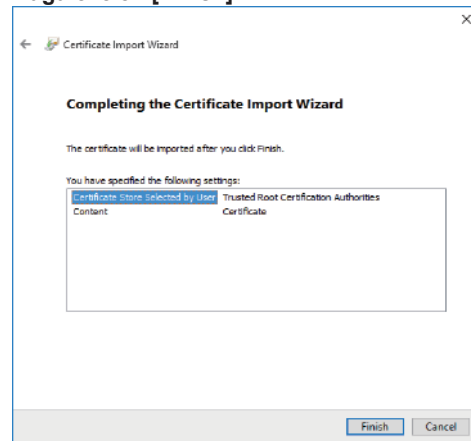 Certificate Import Wizard
Completing the Certificate Import Wizard
The certificate will be imported after you click Finish.
You have specified the following settings:
Certificate Store Selected by User Trusted Root Certification Authorities
Content Certificate
Finish Cancel